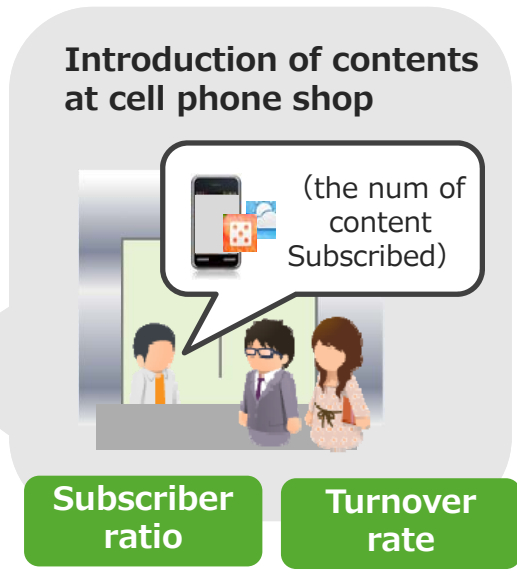 Introduction of contents
at cell phone shop
（the num of
content
Subscribed）
Subscriber
ratio
Turnover
rate